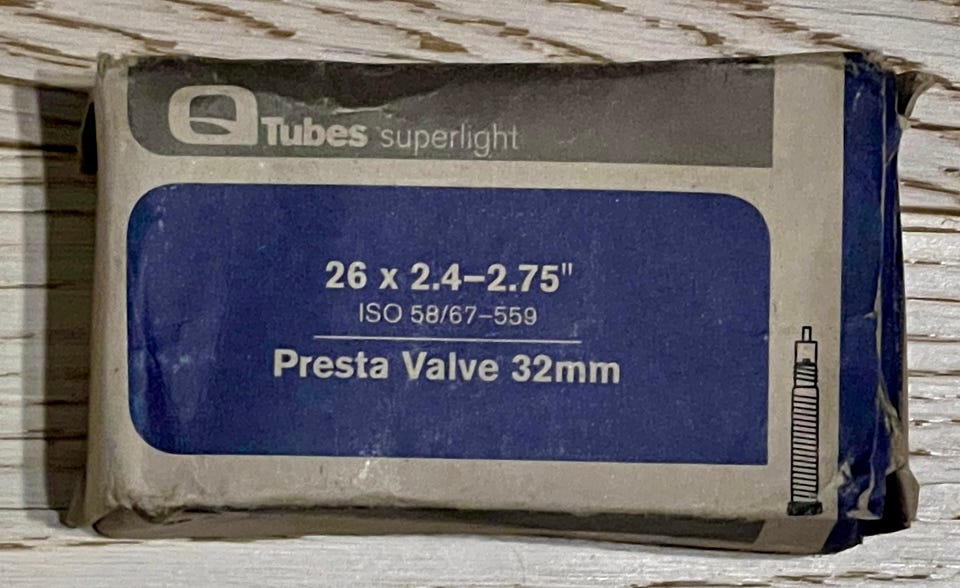 Q Tubes superlight
26 x 2.4–2.75"
ISO 58/67–559
Presta Valve 32mm